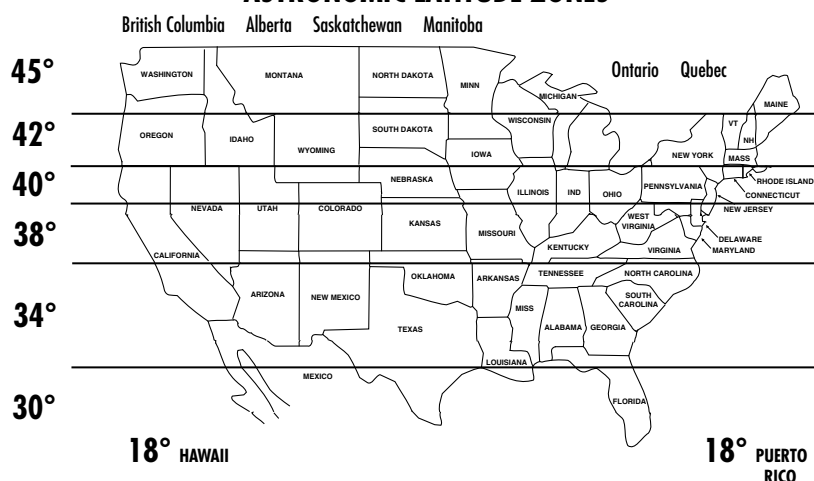 ASTRONOMIC LATITUDE ZONES
British Columbia Alberta Saskatchewan Manitoba
45°
Ontario Quebec
WASHINGTON
MONTANA
NORTH DAKOTA
MINN
MICHIGAN
MAINE
42°
OREGON
IDAHO
WYOMING
SOUTH DAKOTA
WISCONSIN
IOWA
NEW YORK
VT
NH
MASS
40°
RHODE ISLAND
CONNECTICUT
NEBRASKA
ILLINOIS
IND
OHIO
PENNSYLVANIA
NEW JERSEY
38°
NEVADA
UTAH
COLORADO
KANSAS
MISSOURI
KENTUCKY
WEST
VIRGINIA
VIRGINIA
DELAWARE
MARYLAND
CALIFORNIA
34°
ARIZONA
NEW MEXICO
OKLAHOMA
ARKANSAS
TENNESSEE
NORTH CAROLINA
SOUTH
CAROLINA
TEXAS
MISS
ALABAMA
GEORGIA
LOUISIANA
30°
MEXICO
FLORIDA
18° HAWAII
18° PUERTO
RICO